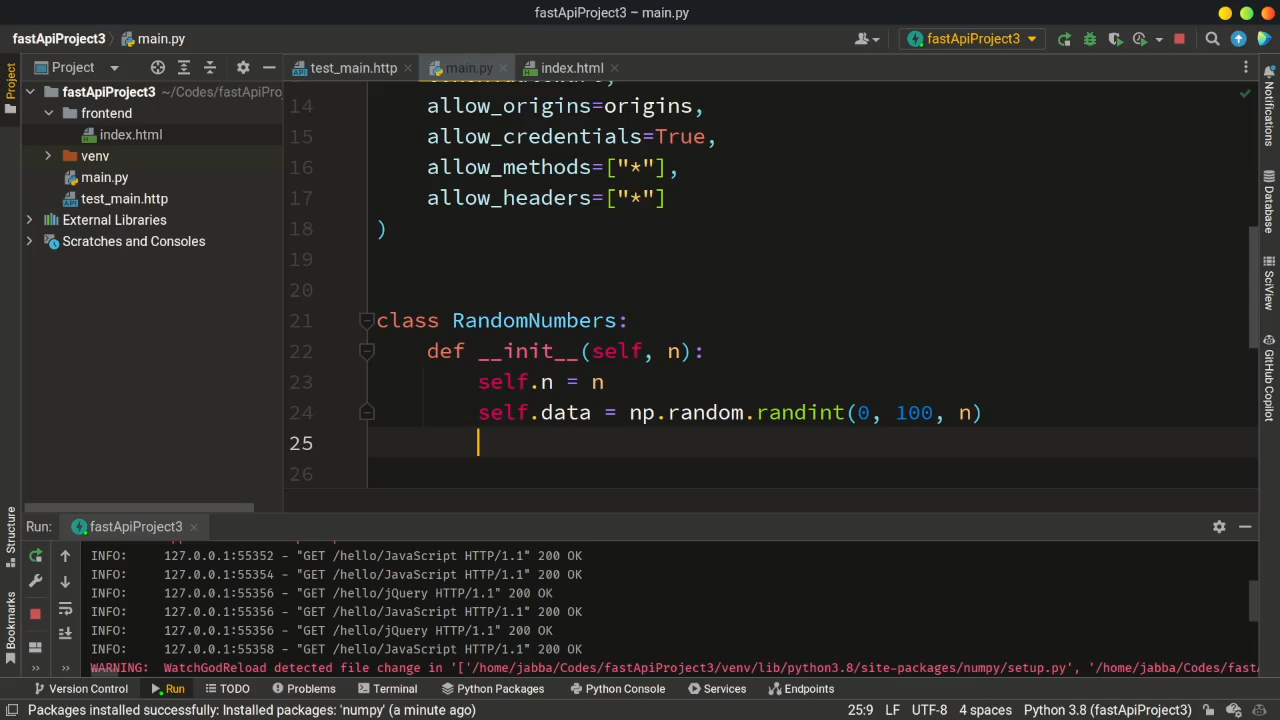 fastApiProject3 – main.py
fastApiProject3
main.py
fastApiProject3
Project
test_main.http
main.py
index.html
fastApiProject3 ~/Codes/fastApiPro
frontend
index.html
venv
main.py
test_main.http
External Libraries
Scratches and Consoles
Project
Structure
Bookmarks
14 allow_origins=origins,
15 allow_credentials=True,
16 allow_methods=["*"],
17 allow_headers=["*"]
18 )
19
20
21 class RandomNumbers:
22 def __init__(self, n):
23 self.n = n
24 self.data = np.random.randint(0, 100, n)
25
26
Notifications
Database
SciView
GitHub Copilot
Run: fastApiProject3
INFO: 127.0.0.1:55352 - "GET /hello/JavaScript HTTP/1.1" 200 OK
INFO: 127.0.0.1:55354 - "GET /hello/JavaScript HTTP/1.1" 200 OK
INFO: 127.0.0.1:55356 - "GET /hello/jQuery HTTP/1.1" 200 OK
INFO: 127.0.0.1:55356 - "GET /hello/JavaScript HTTP/1.1" 200 OK
INFO: 127.0.0.1:55356 - "GET /hello/jQuery HTTP/1.1" 200 OK
INFO: 127.0.0.1:55358 - "GET /hello/JavaScript HTTP/1.1" 200 OK
WARNING: WatchGodReload detected file change in '['/home/jabba/Codes/fastApiProject3/venv/lib/python3.8/site-packages/numpy/setup.py', '/home/jabba/Codes/fastA
Version Control
Run
TODO
Problems
Terminal
Python Packages
Python Console
Services
Endpoints
Packages installed successfully: Installed packages: 'numpy' (a minute ago)
25:9 LF UTF-8 4 spaces Python 3.8 (fastApiProject3)